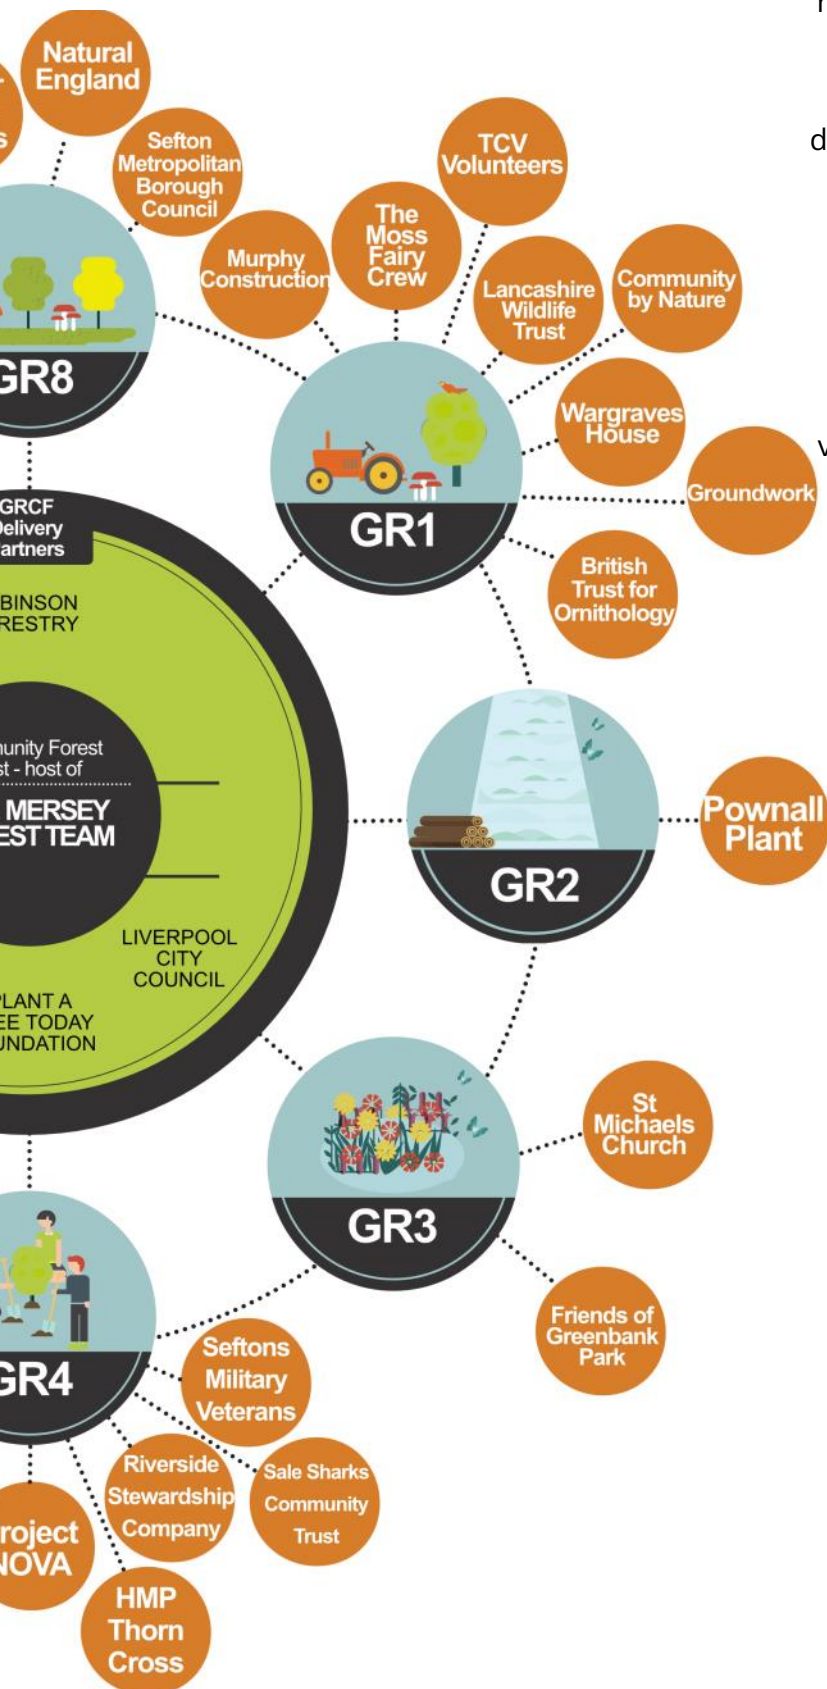 Natural
England
Sefton
Metropolitan
Borough
Council
Murphy
Construction
The
Moss
Fairy
Crew
TCV
Volunteers
Lancashire
Wildlife
Trust
Community
by Nature
Wargraves
House
Groundwork
British
Trust for
Ornithology
GR8
GR1
GRCF
Delivery
artners
BINSON
RESTRY
unity Forest
st - host of
MERSEY
EST TEAM
LIVERPOOL
CITY
COUNCIL
PLANT A
EE TODAY
UNDATION
GR2
Pownall
Plant
GR3
St
Michaels
Church
Friends of
Greenbank
Park
GR4
Seftons
Military
Veterans
Riverside
Stewardship
Company
Sale Sharks
Community
Trust
roject
NOVA
HMP
Thorn
Cross